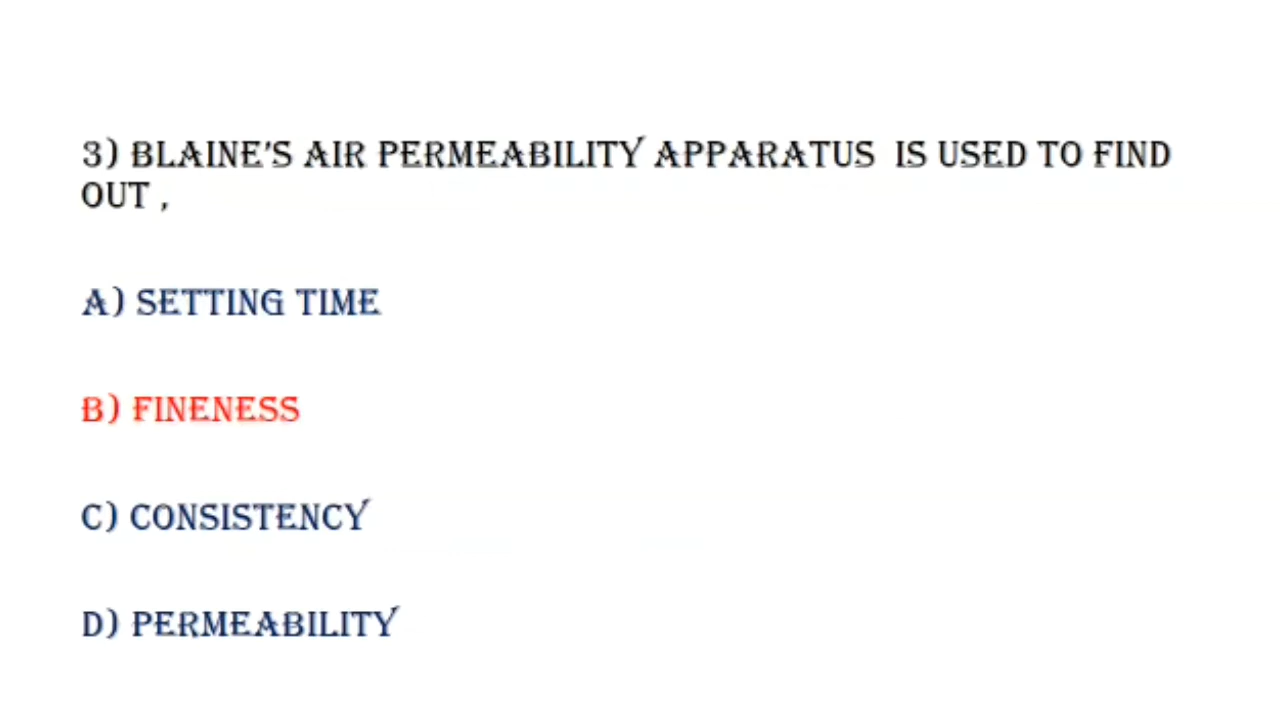 3) BLAINE'S AIR PERMEABILITY APPARATUS IS USED TO FIND
OUT ,
A) SETTING TIME
B) FINENESS
C) CONSISTENCY
D) PERMEABILITY